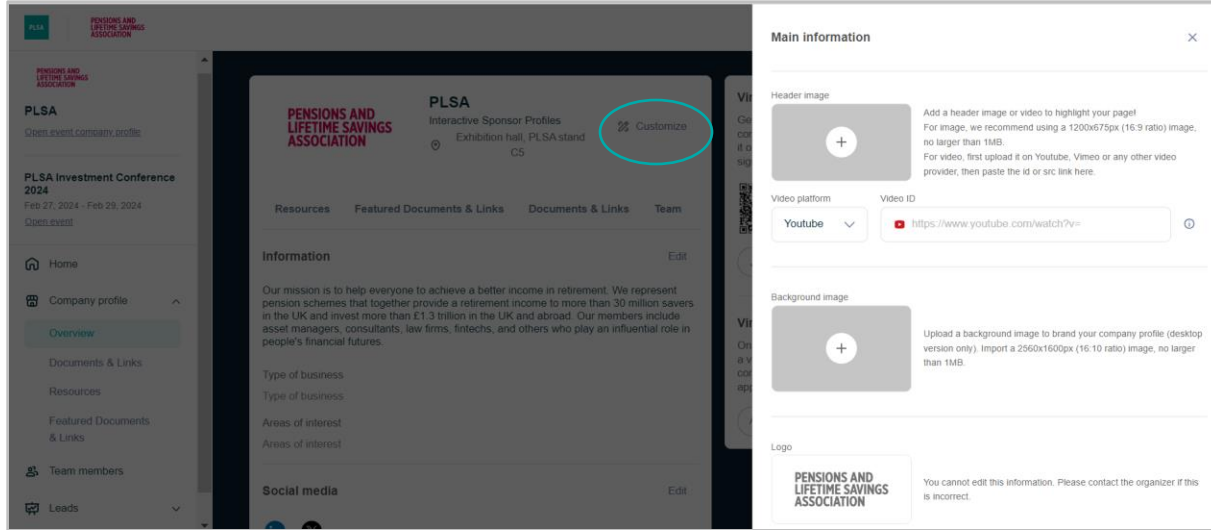 PLSA
PENSIONS AND
LIFETIME SAVINGS
ASSOCIATION
PENSIONS AND
LIFETIME SAVINGS
ASSOCIATION
PLSA
Open event company profile
PLSA Investment Conference
2024
Feb 27, 2024 - Feb 29, 2024
Open event
Home
Company profile
Overview
Documents & Links
Resources
Featured Documents
& Links
Team members
Leads
PENSIONS AND
LIFETIME SAVINGS
ASSOCIATION
PLSA
Interactive Sponsor Profiles
Exhibition hall, PLSA stand
C5
Customize
Resources Featured Documents & Links Documents & Links Team
Information Edit
Our mission is to help everyone to achieve a better income in retirement. We represent
pension schemes that together provide a retirement income to more than 30 million savers
in the UK and invest more than £1.3 trillion in the UK and abroad. Our members include
asset managers, consultants, law firms, fintechs, and others who play an influential role in
people's financial futures.
Type of business
Type of business
Areas of interest
Areas of interest
Social media Edit
Main information
Header image
Add a header image or video to highlight your page!
For image, we recommend using a 1200x675px (16:9 ratio) image,
no larger than 1MB.
For video, first upload it on Youtube, Vimeo or any other video
provider, then paste the id or src link here.
Video platform Video ID
Youtube https://www.youtube.com/watch?v=
Background image
Upload a background image to brand your company profile (desktop
version only). Import a 2560x1600px (16:10 ratio) image, no larger
than 1MB.
Logo
PENSIONS AND
LIFETIME SAVINGS
ASSOCIATION
You cannot edit this information. Please contact the organizer if this
is incorrect.